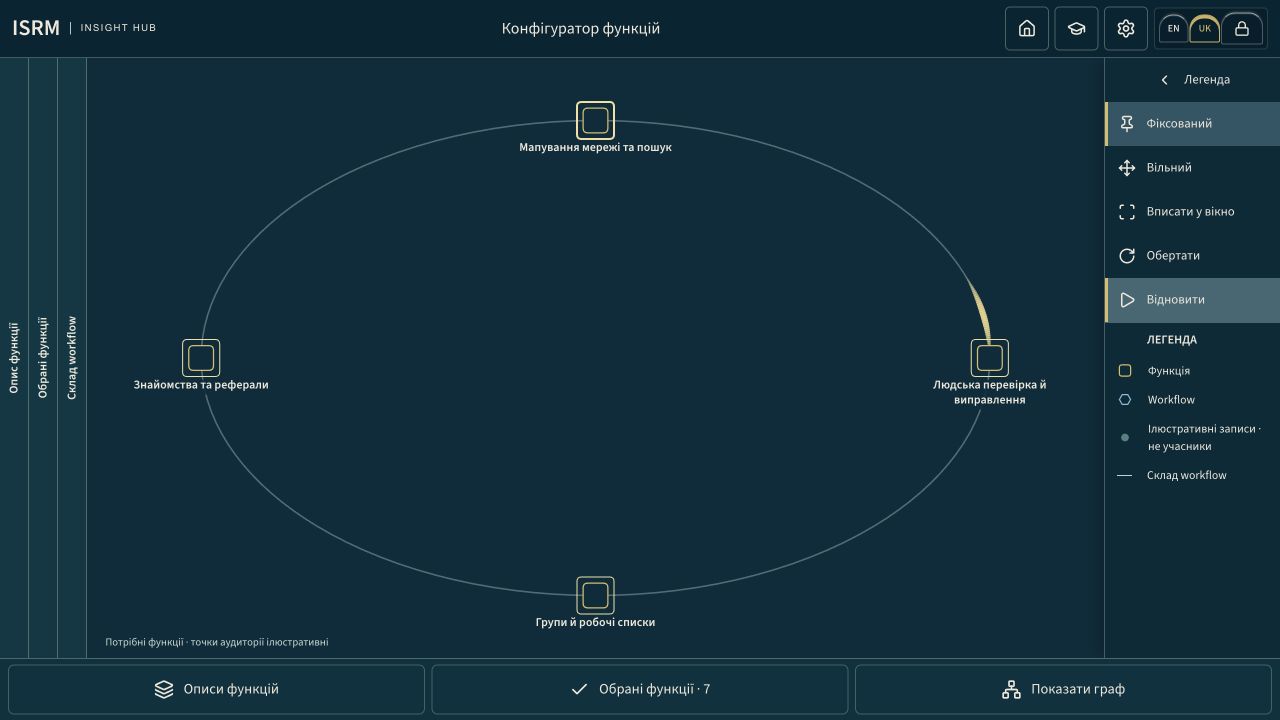 ISRM | INSIGHT HUB
Конфігуратор функцій
EN
UK
Легенда
Фіксований
Вільний
Вписати у вікно
Обертати
Відновити
ЛЕГЕНДА
Функція
Workflow
Ілюстративні записи ·
не учасники
Склад workflow
Опис функції
Обрані функції
Склад workflow
Мапування мережі та пошук
Знайомства та реферали
Людська перевірка й
виправлення
Групи й робочі списки
Потрібні функції · точки аудиторії ілюстративні
Описи функцій
Обрані функції · 7
Показати граф